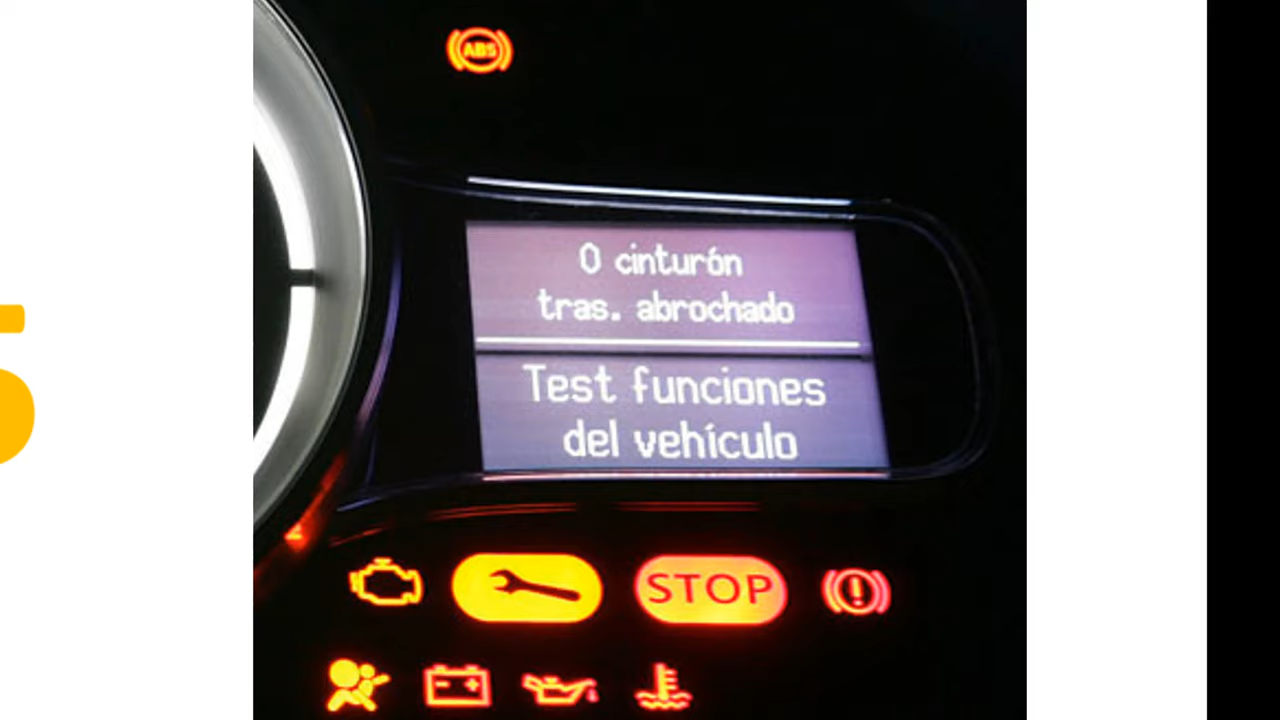 ABS
0 cinturón
tras. abrochado
Test funciones
del vehículo
STOP